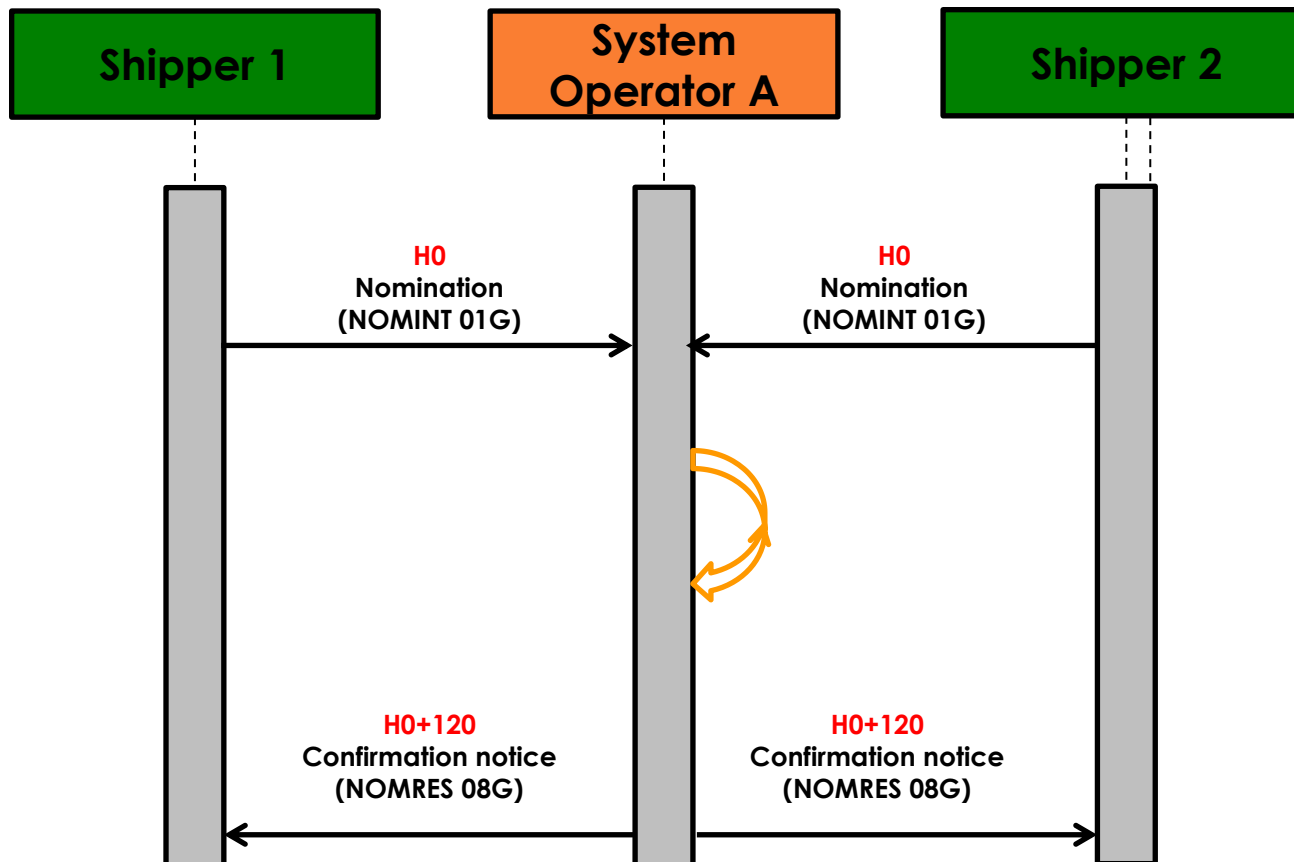 Shipper 1
System
Operator A
Shipper 2
H0
Nomination
(NOMINT 01G)
H0
Nomination
(NOMINT 01G)
H0+120
Confirmation notice
(NOMRES 08G)
H0+120
Confirmation notice
(NOMRES 08G)